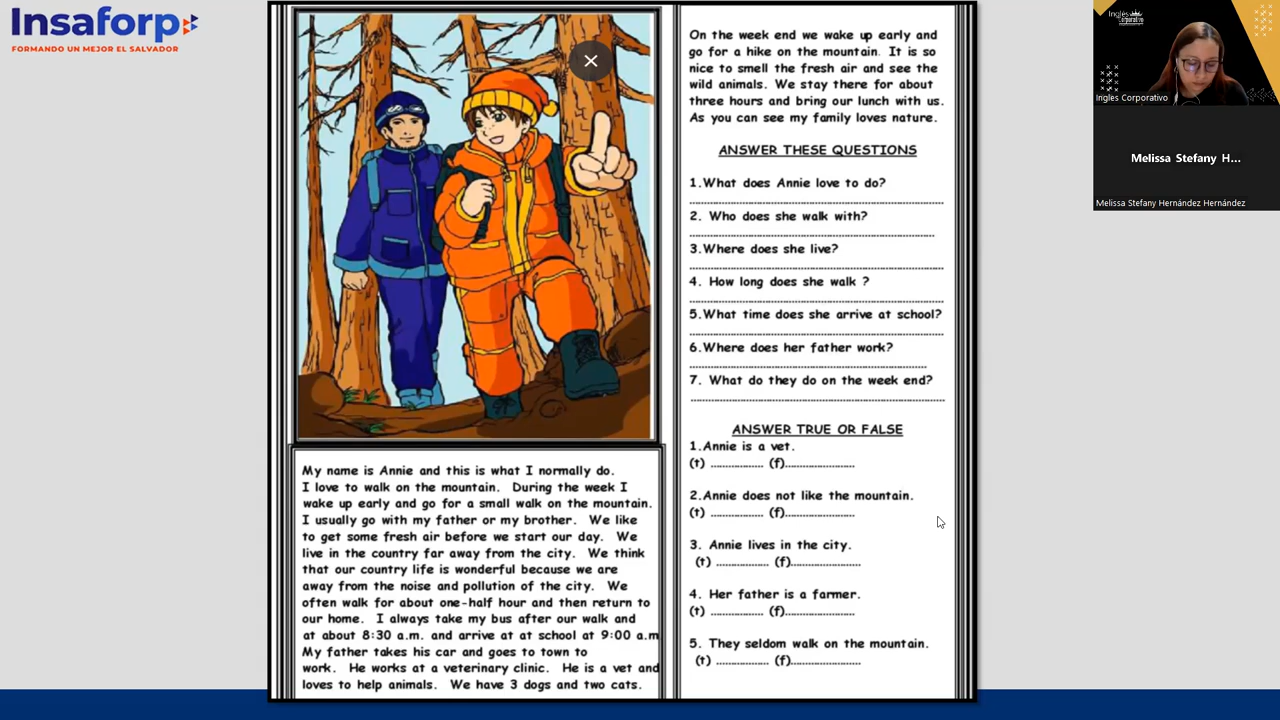 Insaforp
FORMANDO UN MEJOR EL SALVADOR
My name is Annie and this is what I normally do.
I love to walk on the mountain. During the week I
wake up early and go for a small walk on the mountain.
I usually go with my father or my brother. We like
to get some fresh air before we start our day. We
live in the country far away from the city. We think
that our country life is wonderful because we are
away from the noise and pollution of the city. We
often walk for about one-half hour and then return to
our home. I always take my bus after our walk and
at about 8:30 a.m. and arrive at at school at 9:00 a.m
My father takes his car and goes to town to
work. He works at a veterinary clinic. He is a vet and
loves to help animals. We have 3 dogs and two cats.
On the week end we wake up early and
go for a hike on the mountain. It is so
nice to smell the fresh air and see the
wild animals. We stay there for about
three hours and bring our lunch with us.
As you can see my family loves nature.
ANSWER THESE QUESTIONS
1.What does Annie love to do?
2. Who does she walk with?
3.Where does she live?
4. How long does she walk ?
5.What time does she arrive at school?
6.Where does her father work?
7. What do they do on the week end?
ANSWER TRUE OR FALSE
1.Annie is a vet.
(t) .................. (f).......................
2.Annie does not like the mountain.
(t) .................. (f).......................
3. Annie lives in the city.
(t) .................. (f).......................
4. Her father is a farmer.
(t) .................. (f).......................
5. They seldom walk on the mountain.
(t) .................. (f).......................
Inglés
Corporativo
Ingles Corporativo
Melissa Stefany H...
Melissa Stefany Hernández Hernández